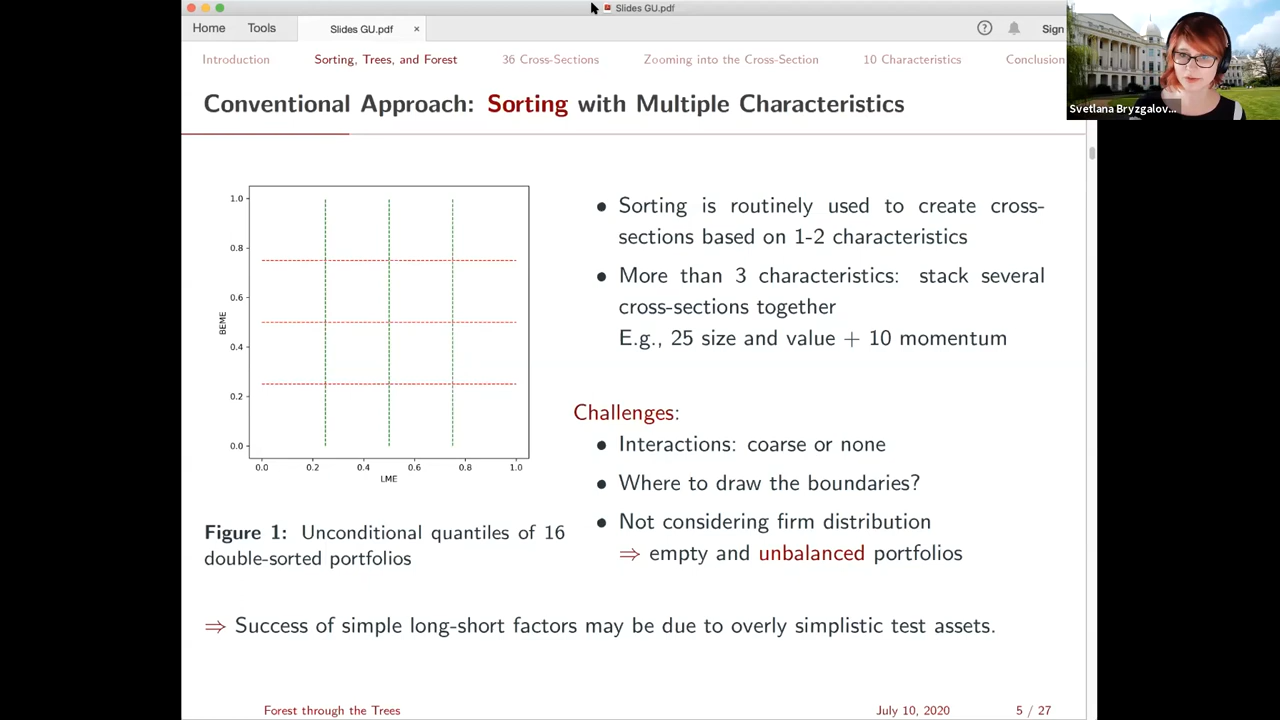 Slides GU.pdf
Home Tools Slides GU.pdf × Sign
Svetlana Bryzgalov...
Introduction Sorting, Trees, and Forest 36 Cross-Sections Zooming into the Cross-Section 10 Characteristics Conclusion
Conventional Approach: Sorting with Multiple Characteristics
1.0
0.8
0.6
0.4
0.2
0.0
BEME
0.0 0.2 0.4 0.6 0.8 1.0
LME
Figure 1: Unconditional quantiles of 16
double-sorted portfolios
• Sorting is routinely used to create cross-
sections based on 1-2 characteristics
• More than 3 characteristics: stack several
cross-sections together
E.g., 25 size and value + 10 momentum
Challenges:
• Interactions: coarse or none
• Where to draw the boundaries?
• Not considering firm distribution
⇒ empty and unbalanced portfolios
⇒ Success of simple long-short factors may be due to overly simplistic test assets.
Forest through the Trees July 10, 2020 5 / 27